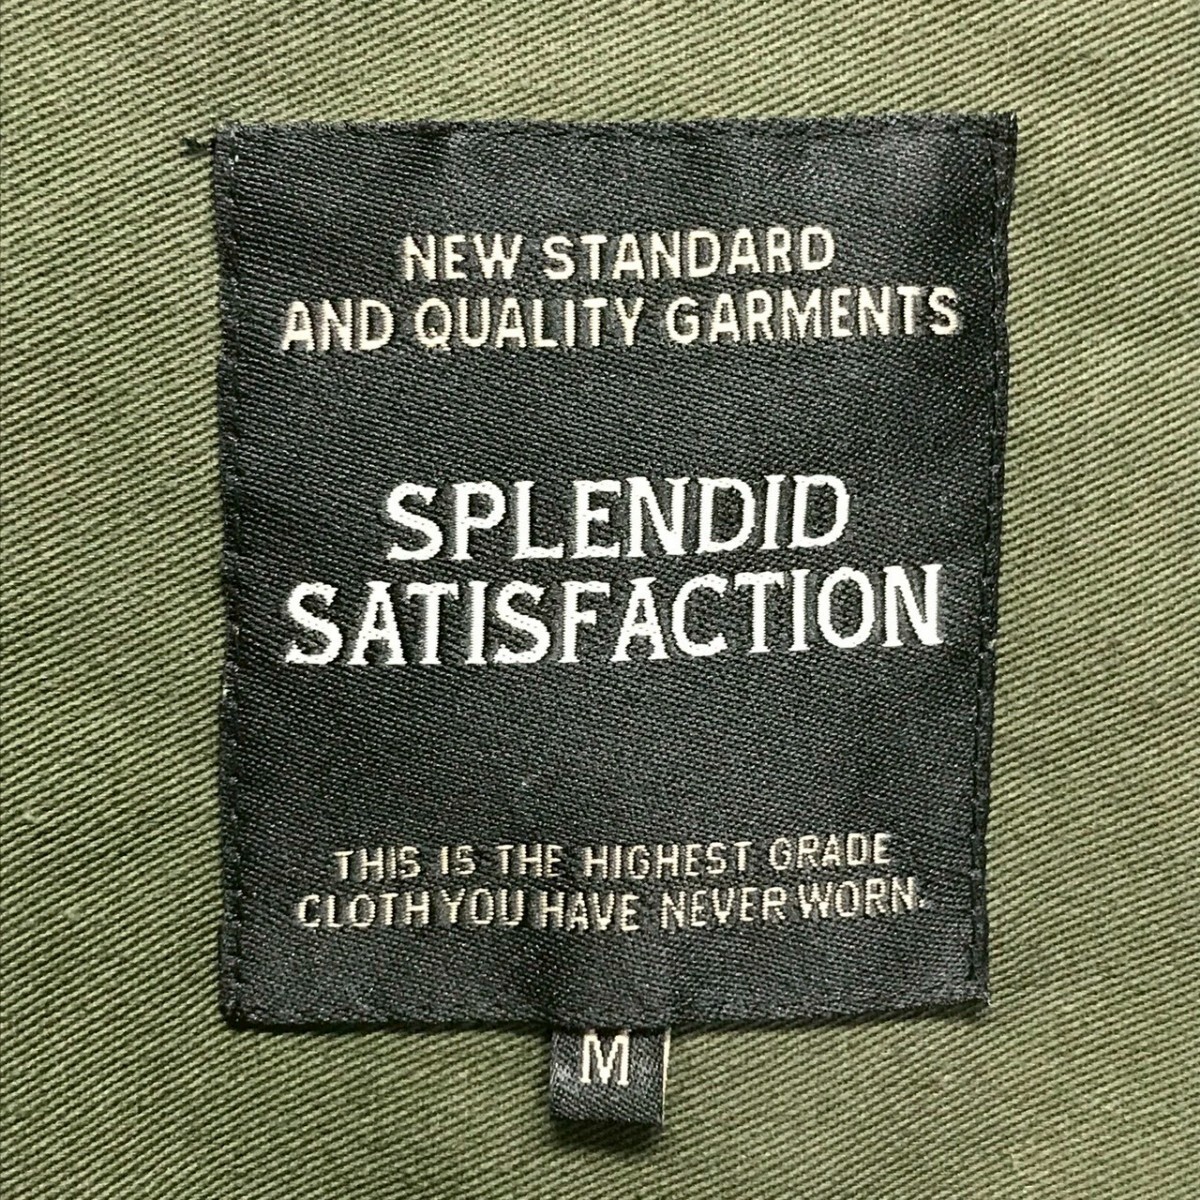 NEW STANDARD
AND QUALITY GARMENTS
SPLENDID
SATISFACTION
THIS IS THE HIGHEST GRADE
CLOTH YOU HAVE NEVER WORN.
M